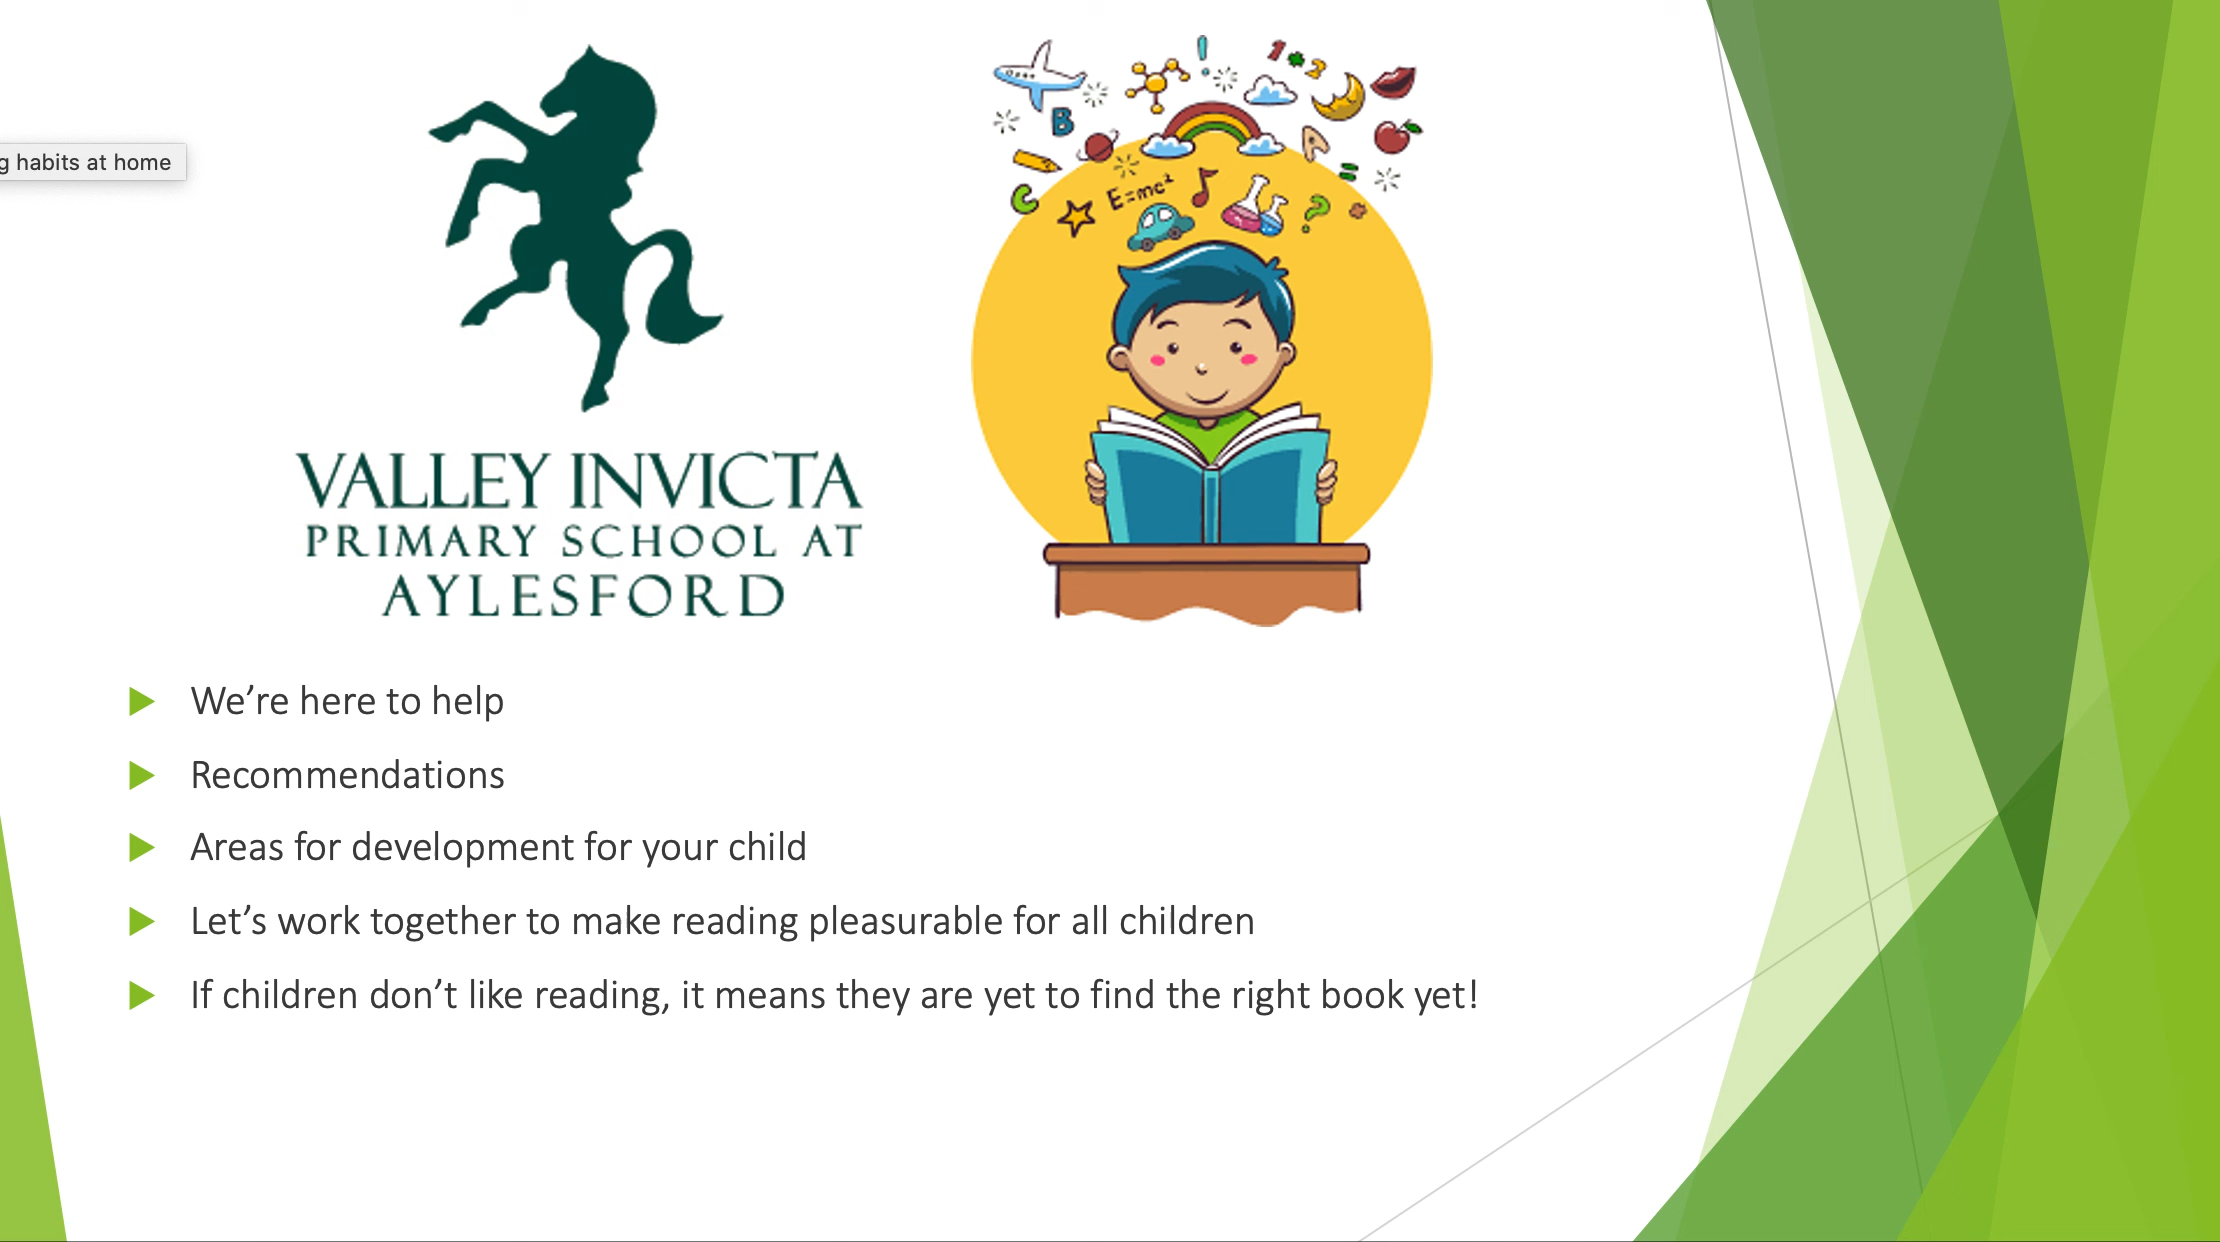 g habits at home
VALLEY INVICTA
PRIMARY SCHOOL AT
AYLESFORD
! 1 * 2
B
A
=
C
E=mc²
?
We’re here to help
Recommendations
Areas for development for your child
Let’s work together to make reading pleasurable for all children
If children don’t like reading, it means they are yet to find the right book yet!